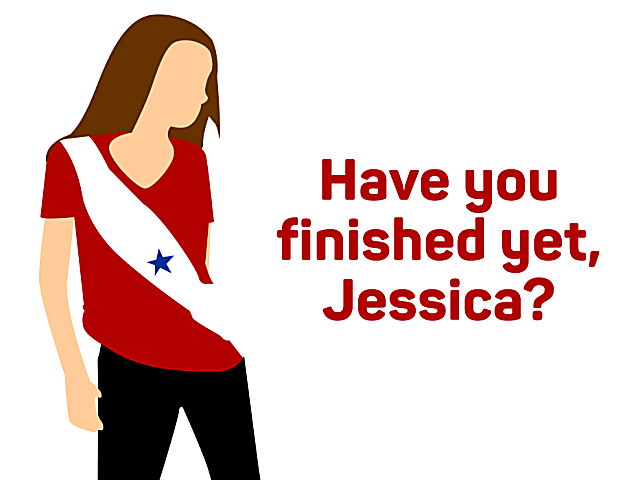 Have you
finished yet,
Jessica?